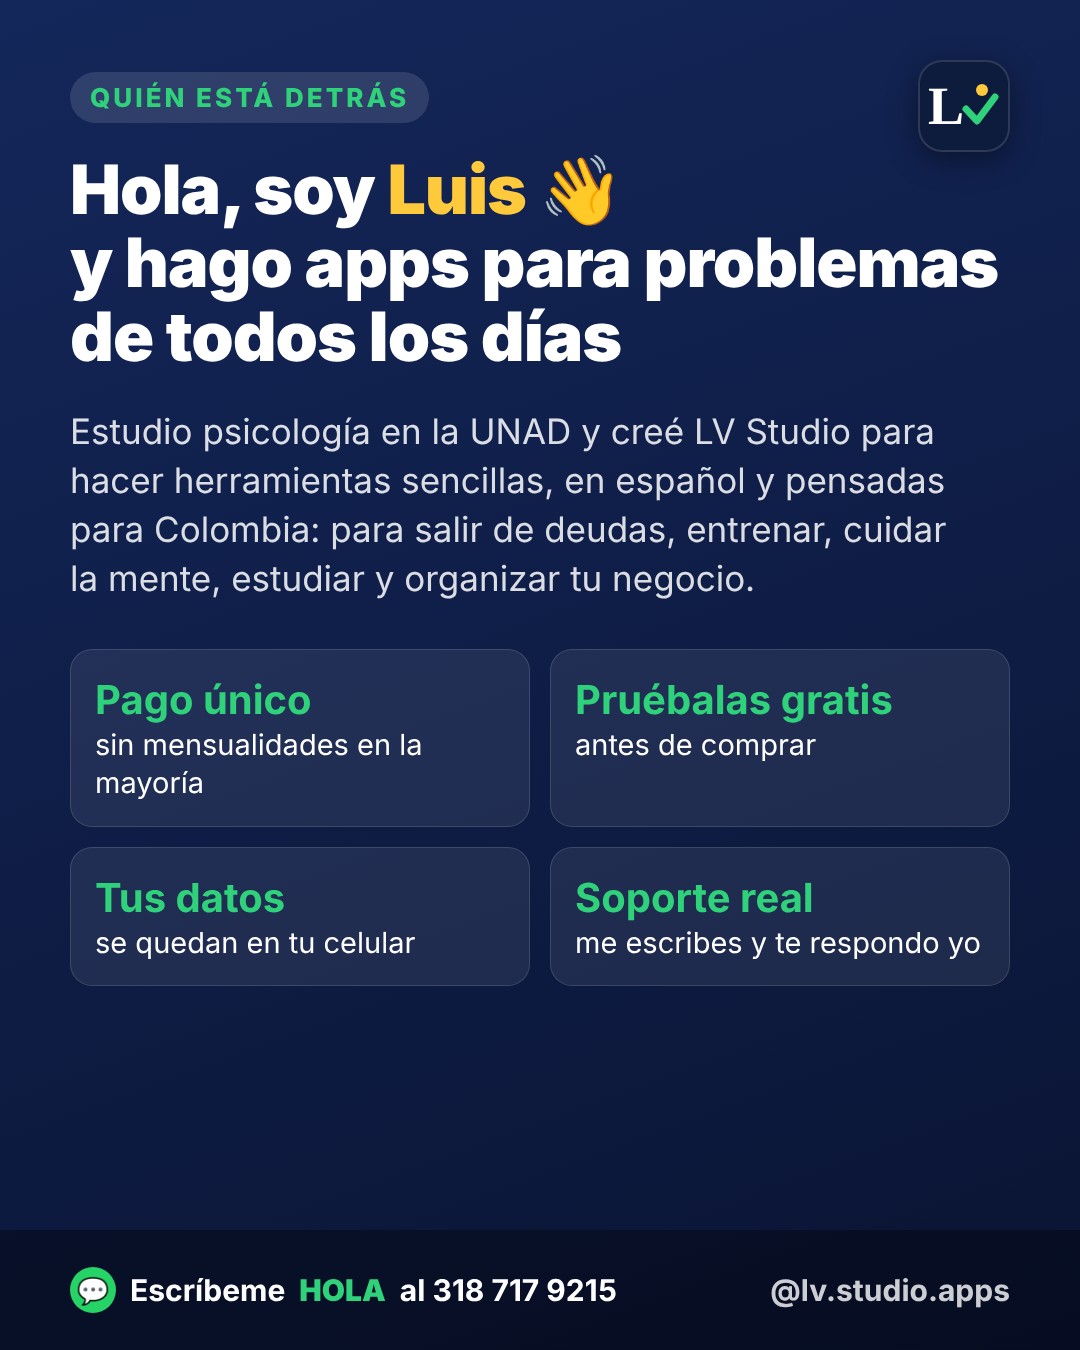 QUIÉN ESTÁ DETRÁS
L
Hola, soy Luis 👋
y hago apps para problemas
de todos los días
Estudio psicología en la UNAD y creé LV Studio para
hacer herramientas sencillas, en español y pensadas
para Colombia: para salir de deudas, entrenar, cuidar
la mente, estudiar y organizar tu negocio.
Pago único
sin mensualidades en la
mayoría
Pruébalas gratis
antes de comprar
Tus datos
se quedan en tu celular
Soporte real
me escribes y te respondo yo
Escríbeme HOLA al 318 717 9215
@lv.studio.apps